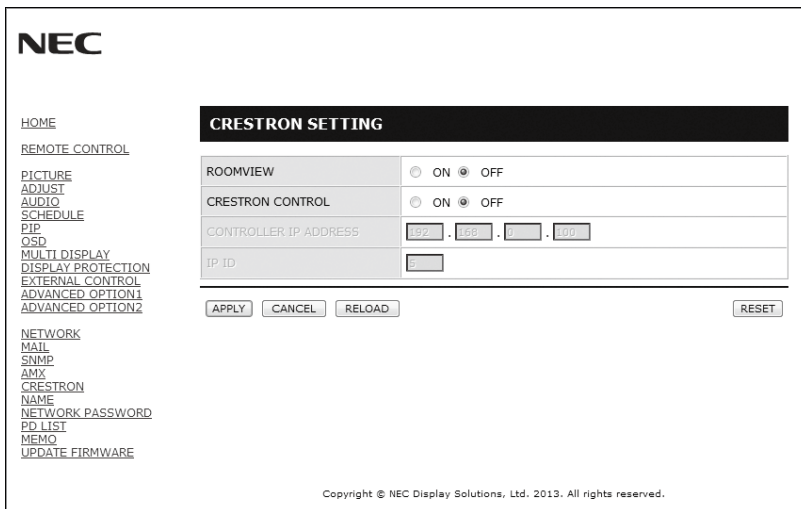 NEC
HOME
REMOTE CONTROL
PICTURE
ADJUST
AUDIO
SCHEDULE
PIP
OSD
MULTI DISPLAY
DISPLAY PROTECTION
EXTERNAL CONTROL
ADVANCED OPTION1
ADVANCED OPTION2
NETWORK
MAIL
SNMP
AMX
CRESTRON
NAME
NETWORK PASSWORD
PD LIST
MEMO
UPDATE FIRMWARE
CRESTRON SETTING
ROOMVIEW ON OFF
CRESTRON CONTROL ON OFF
CONTROLLER IP ADDRESS 192 . 168 . 0 . 100
IP ID 5
APPLY CANCEL RELOAD RESET
Copyright © NEC Display Solutions, Ltd. 2013. All rights reserved.